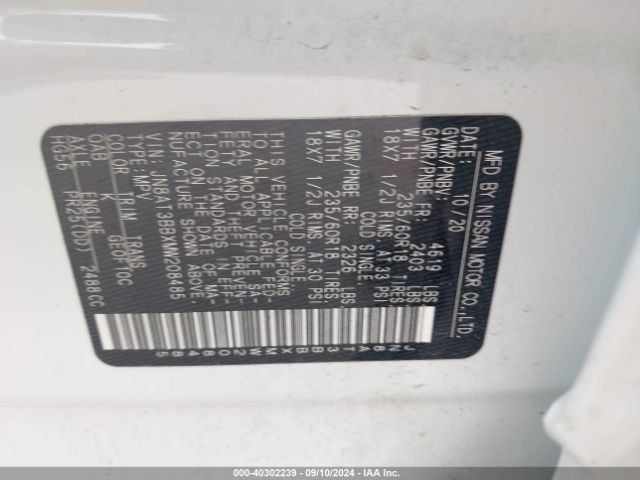 MFD BY NISSAN MOTOR CO.,LTD.
DATE: 10/20
GVWR/PNBV: 4619 LBS
GAWR/PNBE FR: 2403 LBS
235/60R18 TIRES
18X7 1/2J RIMS AT 33 PSI
COLD SINGLE.
GAWR/PNBE RR: 2326 LBS
WITH 235/60R18 TIRES,
18X7 1/2J RIMS AT 30 PSI
COLD SINGLE.
THIS VEHICLE CONFORMS
TO ALL APPLICABLE FED-
ERAL MOTOR VEHICLE SA-
FETY AND THEFT PREVEN-
TION STANDARDS IN EFF-
ECT ON THE DATE OF MA-
NUFACTURE SHOWN ABOVE.
VIN: JN8AT3BBXMW208485
TYPE: MPV
COLOR TRIM TRANS
QAB K GEOF10C
AXLE ENGINE
HG56 PR25(DD) 2488CC
JN8AT3BBXMW208485
000-40302239 - 09/10/2024 - IAA Inc.